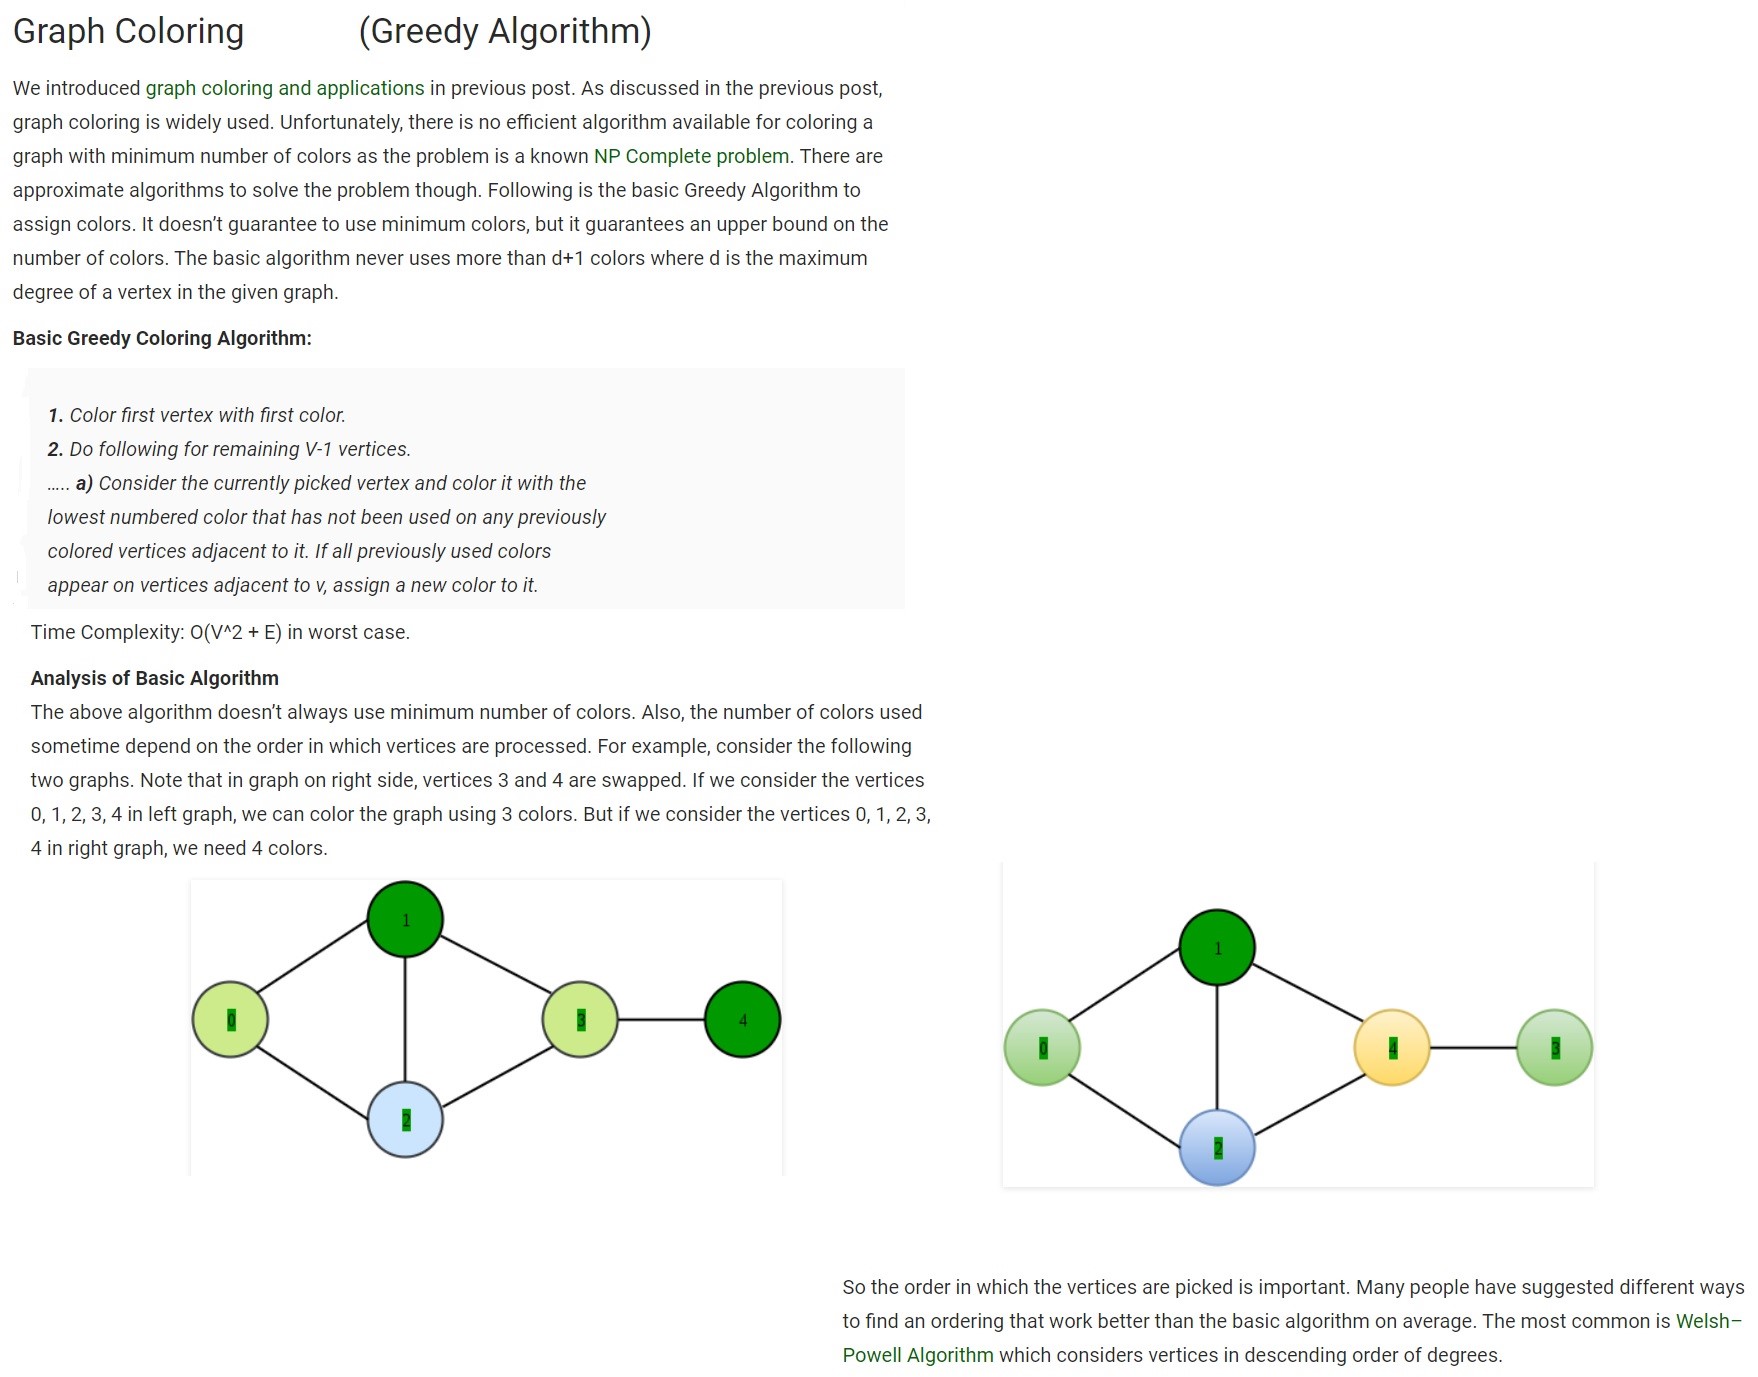 Graph Coloring (Greedy Algorithm)
We introduced graph coloring and applications in previous post. As discussed in the previous post,
graph coloring is widely used. Unfortunately, there is no efficient algorithm available for coloring a
graph with minimum number of colors as the problem is a known NP Complete problem. There are
approximate algorithms to solve the problem though. Following is the basic Greedy Algorithm to
assign colors. It doesn’t guarantee to use minimum colors, but it guarantees an upper bound on the
number of colors. The basic algorithm never uses more than d+1 colors where d is the maximum
degree of a vertex in the given graph.
Basic Greedy Coloring Algorithm:
1. Color first vertex with first color.
2. Do following for remaining V-1 vertices.
….. a) Consider the currently picked vertex and color it with the
lowest numbered color that has not been used on any previously
colored vertices adjacent to it. If all previously used colors
appear on vertices adjacent to v, assign a new color to it.
Time Complexity: O(V^2 + E) in worst case.
Analysis of Basic Algorithm
The above algorithm doesn’t always use minimum number of colors. Also, the number of colors used
sometime depend on the order in which vertices are processed. For example, consider the following
two graphs. Note that in graph on right side, vertices 3 and 4 are swapped. If we consider the vertices
0, 1, 2, 3, 4 in left graph, we can color the graph using 3 colors. But if we consider the vertices 0, 1, 2, 3,
4 in right graph, we need 4 colors.
1
0
3
4
2
1
0
4
3
2
So the order in which the vertices are picked is important. Many people have suggested different ways
to find an ordering that work better than the basic algorithm on average. The most common is Welsh–
Powell Algorithm which considers vertices in descending order of degrees.